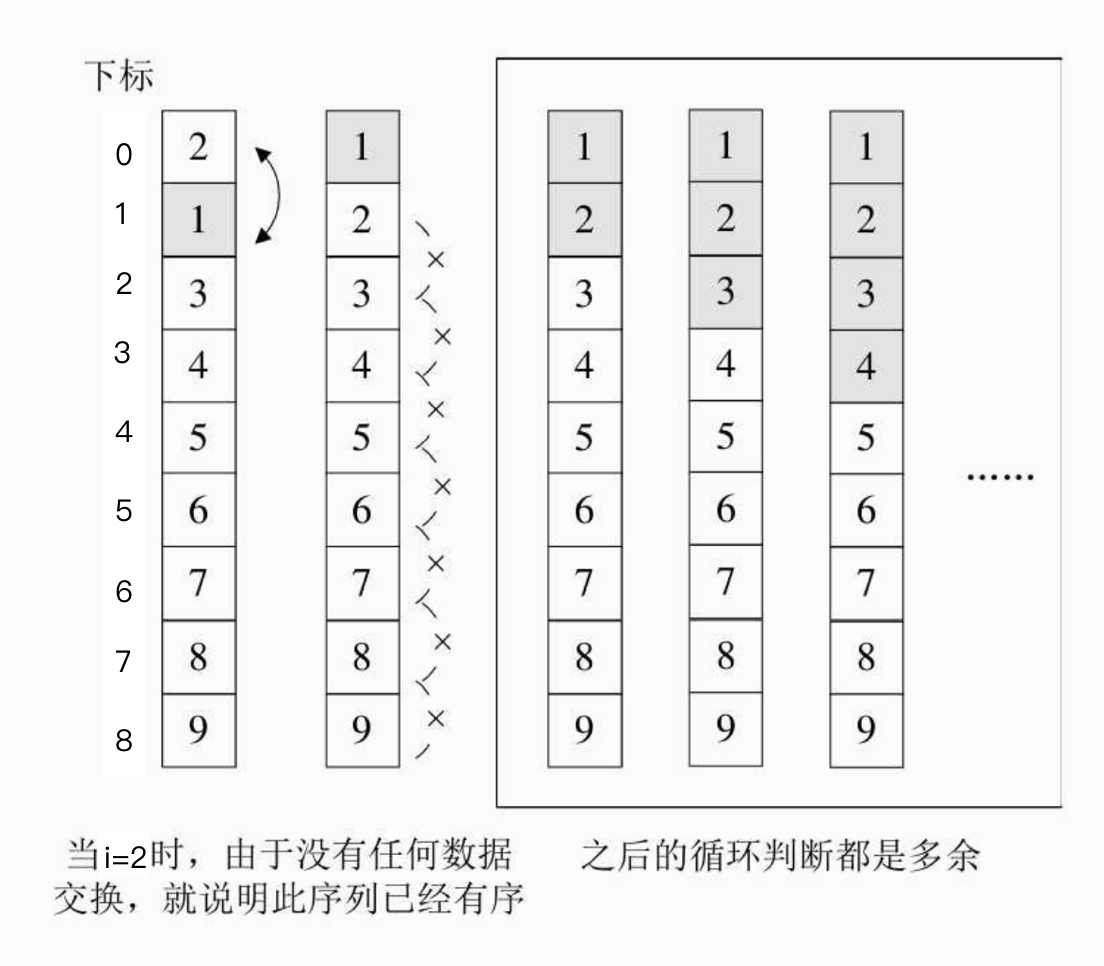 下标
0 2 1 1 1 1
1 1 2 2 2 2
2 3 3 3 3 3
3 4 4 4 4 4
4 5 5 5 5 5
5 6 6 6 6 6
6 7 7 7 7 7
7 8 8 8 8 8
8 9 9 9 9 9
……
当i=2时，由于没有任何数据
交换，就说明此序列已经有序
之后的循环判断都是多余